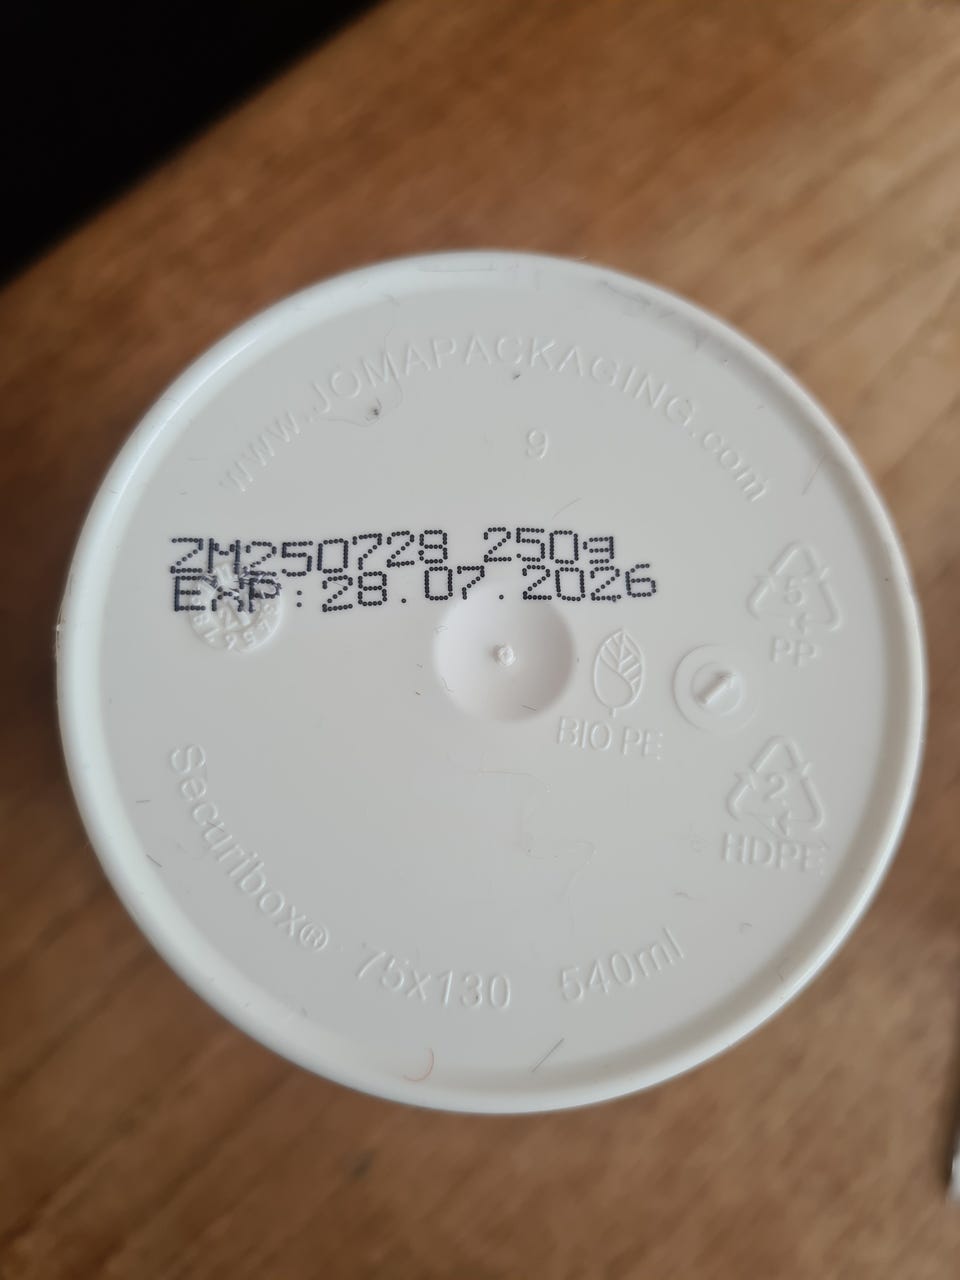 www.JOMAPACKAGING.com
9
ZM250728 250g
EXP:28.07.2026
5
PP
BIO PE
1
2
HDPE
Securibox® 75x130 540ml